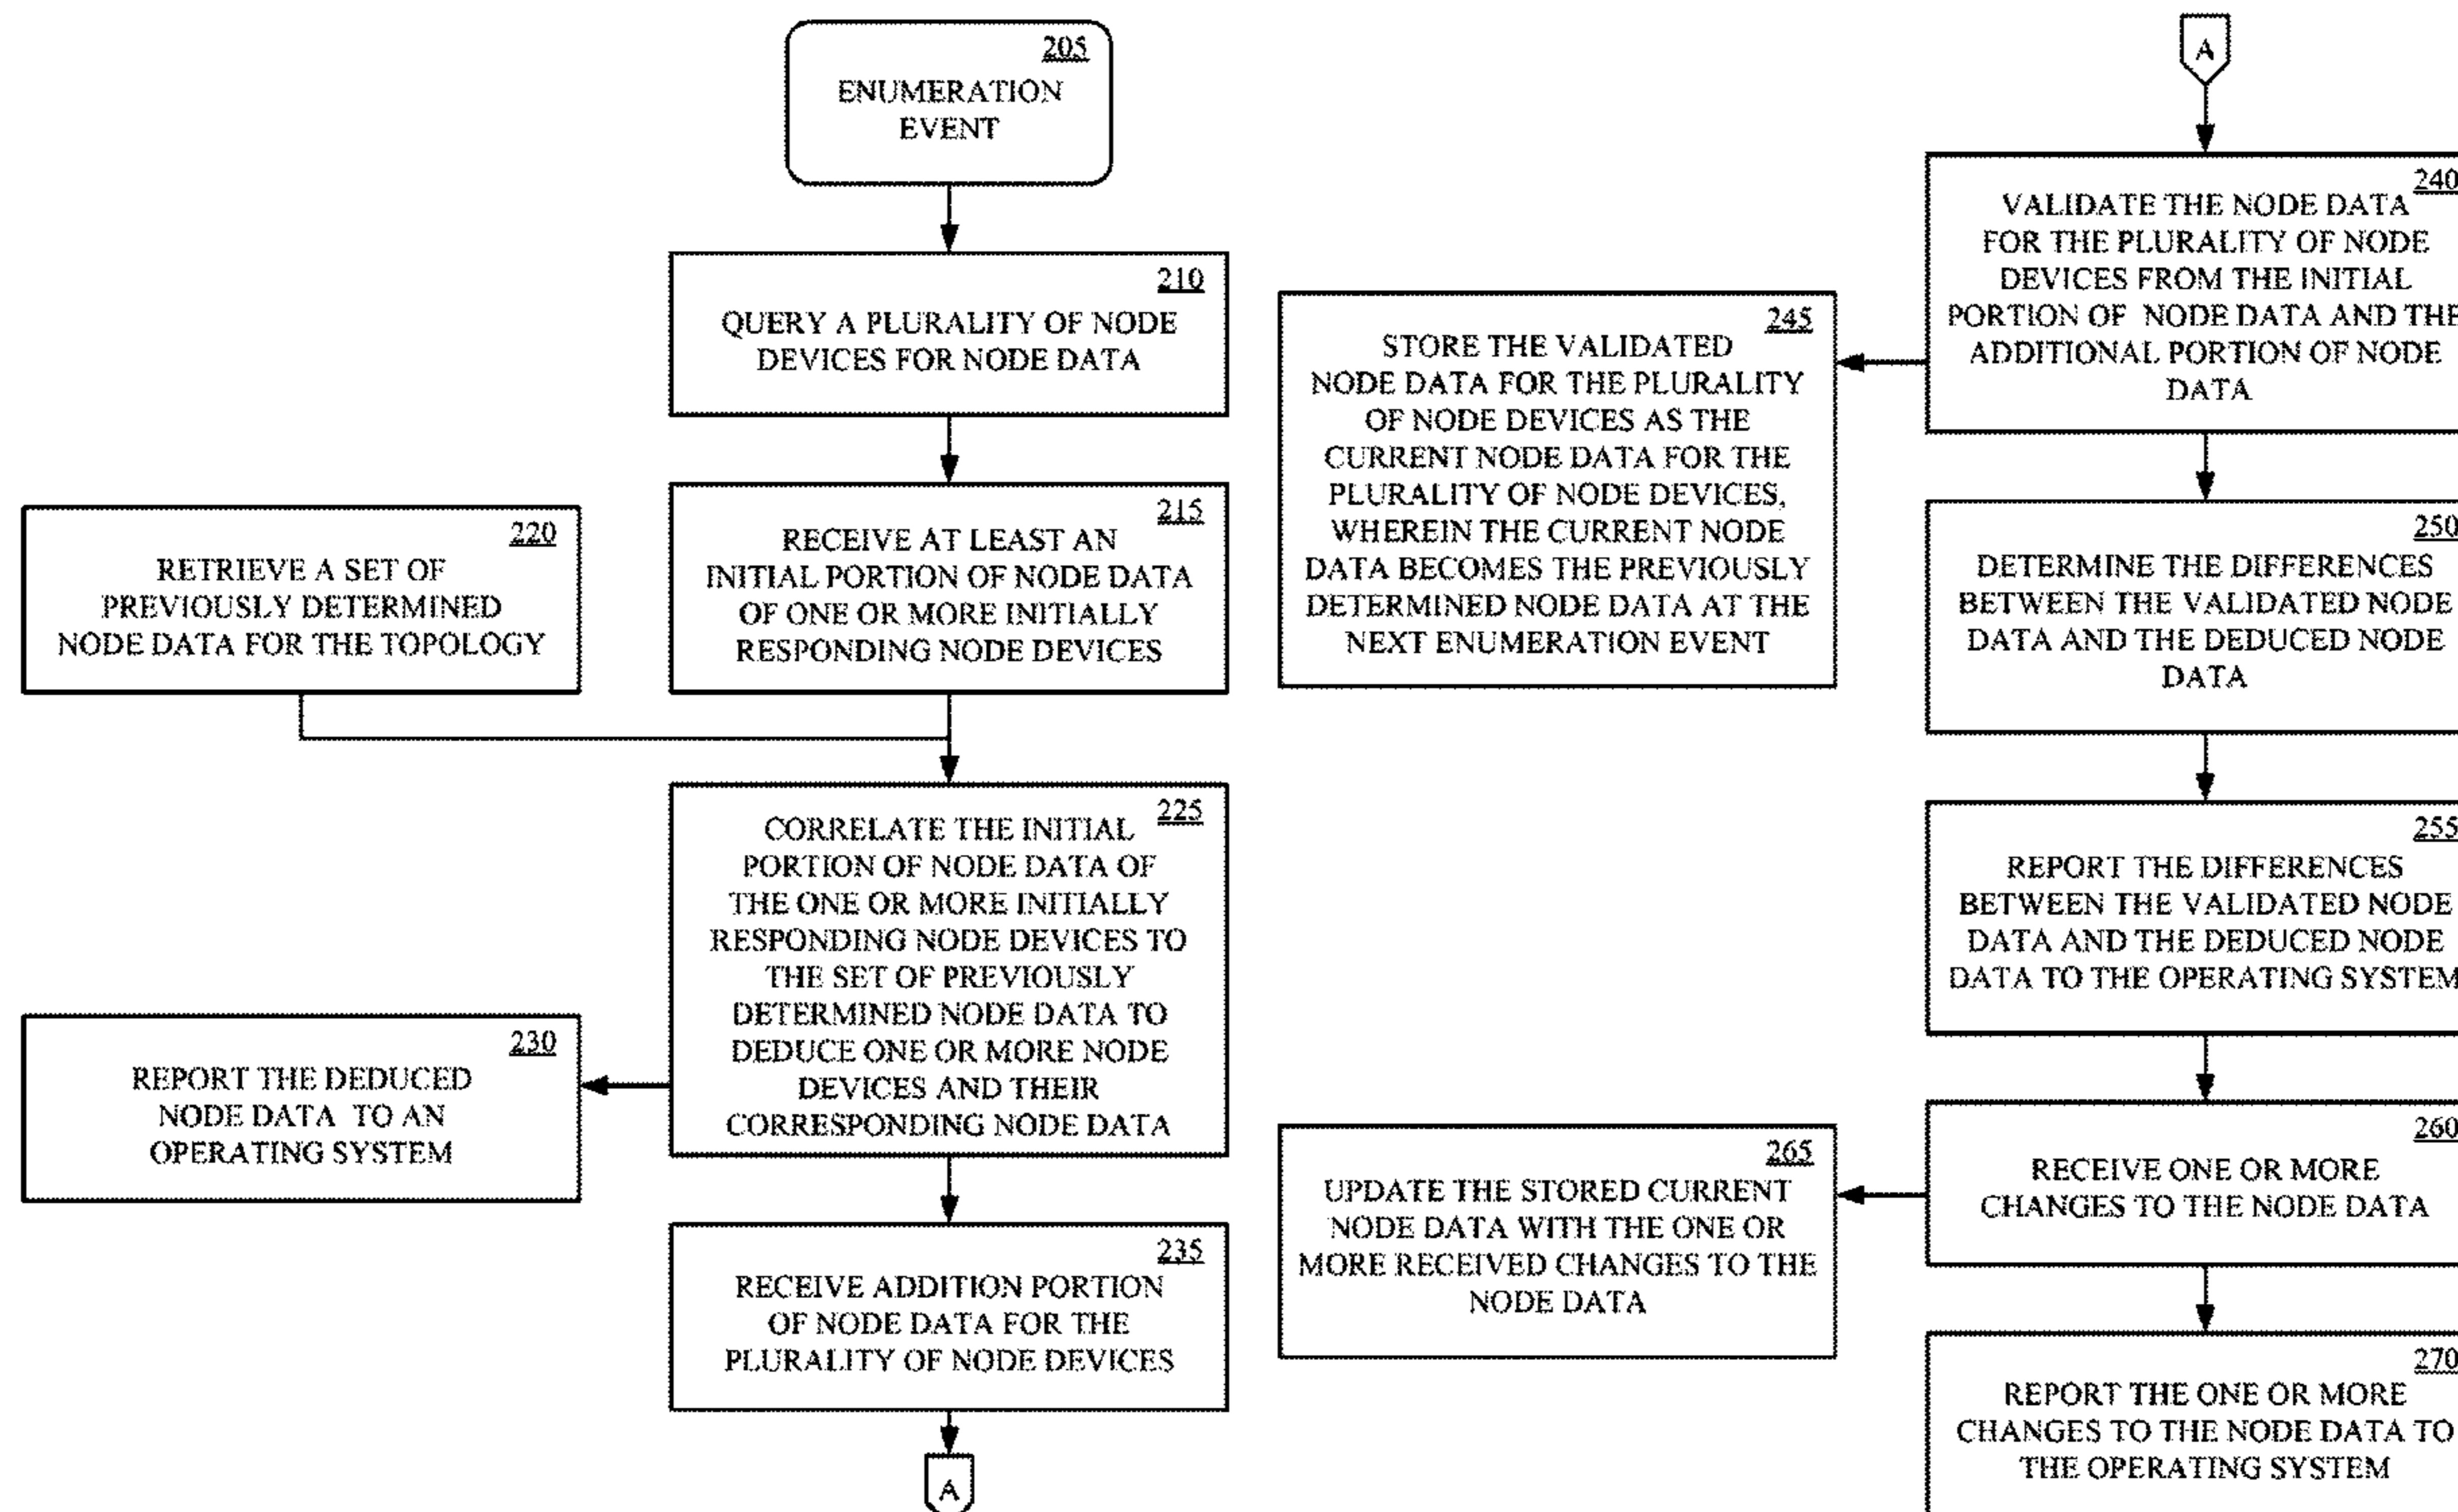 205
ENUMERATION
EVENT
210
QUERY A PLURALITY OF NODE
DEVICES FOR NODE DATA
215
RECEIVE AT LEAST AN
INITIAL PORTION OF NODE DATA
OF ONE OR MORE INITIALLY
RESPONDING NODE DEVICES
220
RETRIEVE A SET OF
PREVIOUSLY DETERMINED
NODE DATA FOR THE TOPOLOGY
225
CORRELATE THE INITIAL
PORTION OF NODE DATA OF
THE ONE OR MORE INITIALLY
RESPONDING NODE DEVICES TO
THE SET OF PREVIOUSLY
DETERMINED NODE DATA TO
DEDUCE ONE OR MORE NODE
DEVICES AND THEIR
CORRESPONDING NODE DATA
230
REPORT THE DEDUCED
NODE DATA TO AN
OPERATING SYSTEM
235
RECEIVE ADDITION PORTION
OF NODE DATA FOR THE
PLURALITY OF NODE DEVICES
A
A
240
VALIDATE THE NODE DATA
FOR THE PLURALITY OF NODE
DEVICES FROM THE INITIAL
PORTION OF NODE DATA AND THE
ADDITIONAL PORTION OF NODE
DATA
245
STORE THE VALIDATED
NODE DATA FOR THE PLURALITY
OF NODE DEVICES AS THE
CURRENT NODE DATA FOR THE
PLURALITY OF NODE DEVICES,
WHEREIN THE CURRENT NODE
DATA BECOMES THE PREVIOUSLY
DETERMINED NODE DATA AT THE
NEXT ENUMERATION EVENT
250
DETERMINE THE DIFFERENCES
BETWEEN THE VALIDATED NODE
DATA AND THE DEDUCED NODE
DATA
255
REPORT THE DIFFERENCES
BETWEEN THE VALIDATED NODE
DATA AND THE DEDUCED NODE
DATA TO THE OPERATING SYSTEM
260
RECEIVE ONE OR MORE
CHANGES TO THE NODE DATA
265
UPDATE THE STORED CURRENT
NODE DATA WITH THE ONE OR
MORE RECEIVED CHANGES TO THE
NODE DATA
270
REPORT THE ONE OR MORE
CHANGES TO THE NODE DATA TO
THE OPERATING SYSTEM